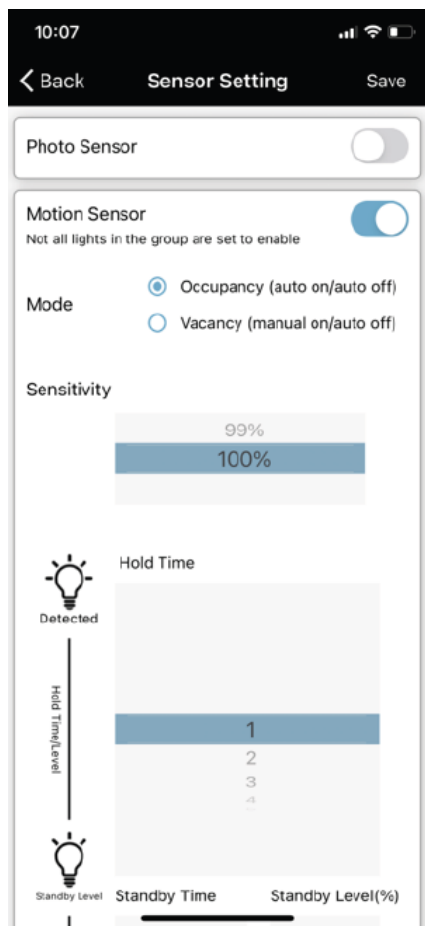 10:07
Back Sensor Setting Save
Photo Sensor
Motion Sensor
Not all lights in the group are set to enable
Mode
Occupancy (auto on/auto off)
Vacancy (manual on/auto off)
Sensitivity
99%
100%
Hold Time
Detected
Hold Time/Level
1
2
3
4
Standby Level
Standby Time Standby Level(%)